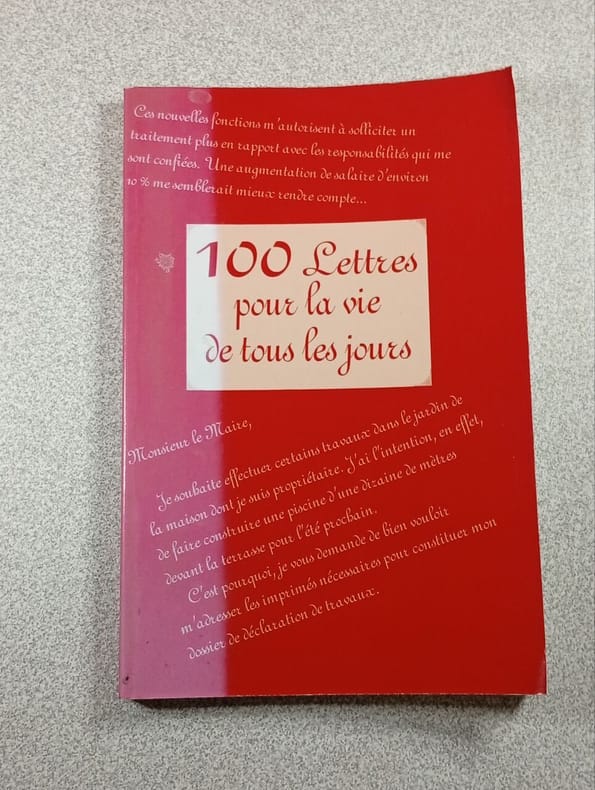 Ces nouvelles fonctions m'autorisent à solliciter un
traitement plus en rapport avec les responsabilités qui me
sont confiées. Une augmentation de salaire d'environ
10 % me semblerait mieux rendre compte...
100 Lettres
pour la vie
de tous les jours
Monsieur le Maire,
Je souhaite effectuer certains travaux dans le jardin de
la maison dont je suis propriétaire. J'ai l'intention, en effet,
de faire construire une piscine d'une dizaine de mètres
devant la terrasse pour l'été prochain.
C'est pourquoi, je vous demande de bien vouloir
m'adresser les imprimés nécessaires pour constituer mon
dossier de déclaration de travaux.